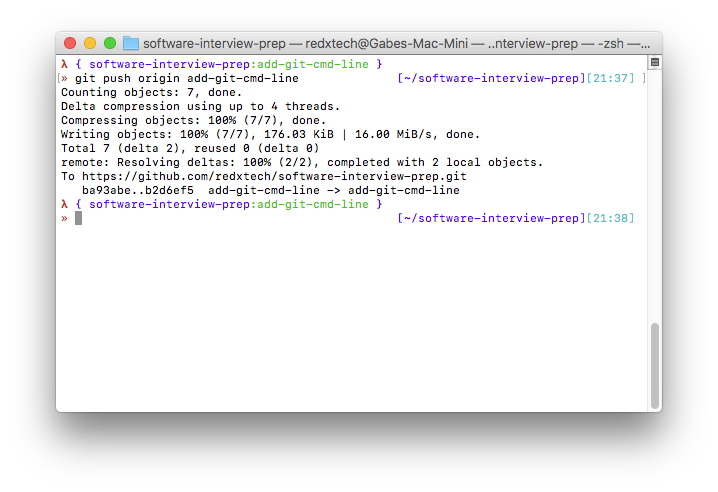 software-interview-prep — redxtech@Gabes-Mac-Mini — ..nterview-prep — -zsh —...
λ { software-interview-prep:add-git-cmd-line }
[» git push origin add-git-cmd-line [~/software-interview-prep][21:37] ]
Counting objects: 7, done.
Delta compression using up to 4 threads.
Compressing objects: 100% (7/7), done.
Writing objects: 100% (7/7), 176.03 KiB | 16.00 MiB/s, done.
Total 7 (delta 2), reused 0 (delta 0)
remote: Resolving deltas: 100% (2/2), completed with 2 local objects.
To https://github.com/redxtech/software-interview-prep.git
   ba93abe..b2d6ef5  add-git-cmd-line -> add-git-cmd-line
λ { software-interview-prep:add-git-cmd-line }
» [~/software-interview-prep][21:38]